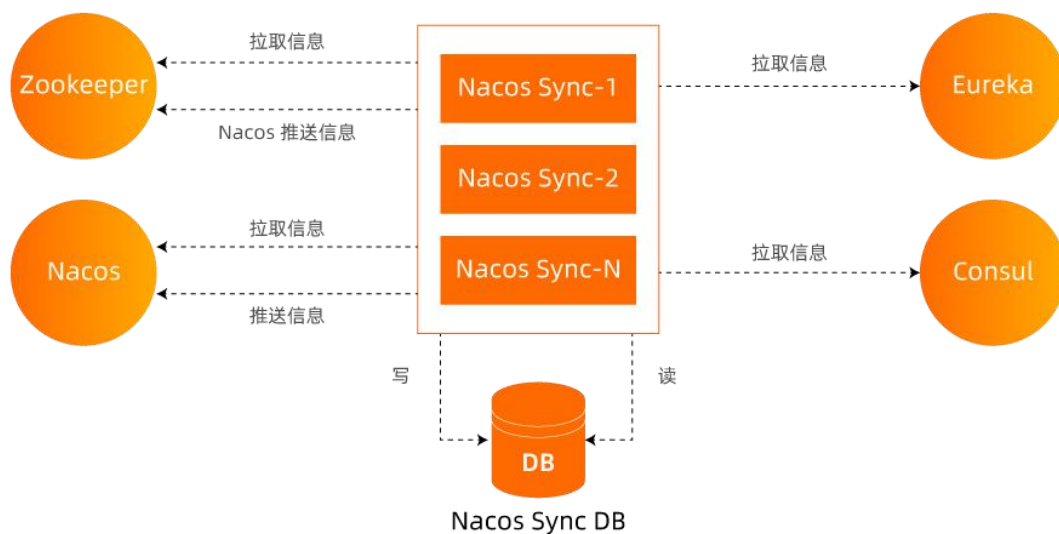 拉取信息
Zookeeper
Nacos 推送信息
Nacos Sync-1
拉取信息
Eureka
Nacos Sync-2
拉取信息
Nacos
推送信息
Nacos Sync-N
拉取信息
Consul
写
读
DB
Nacos Sync DB